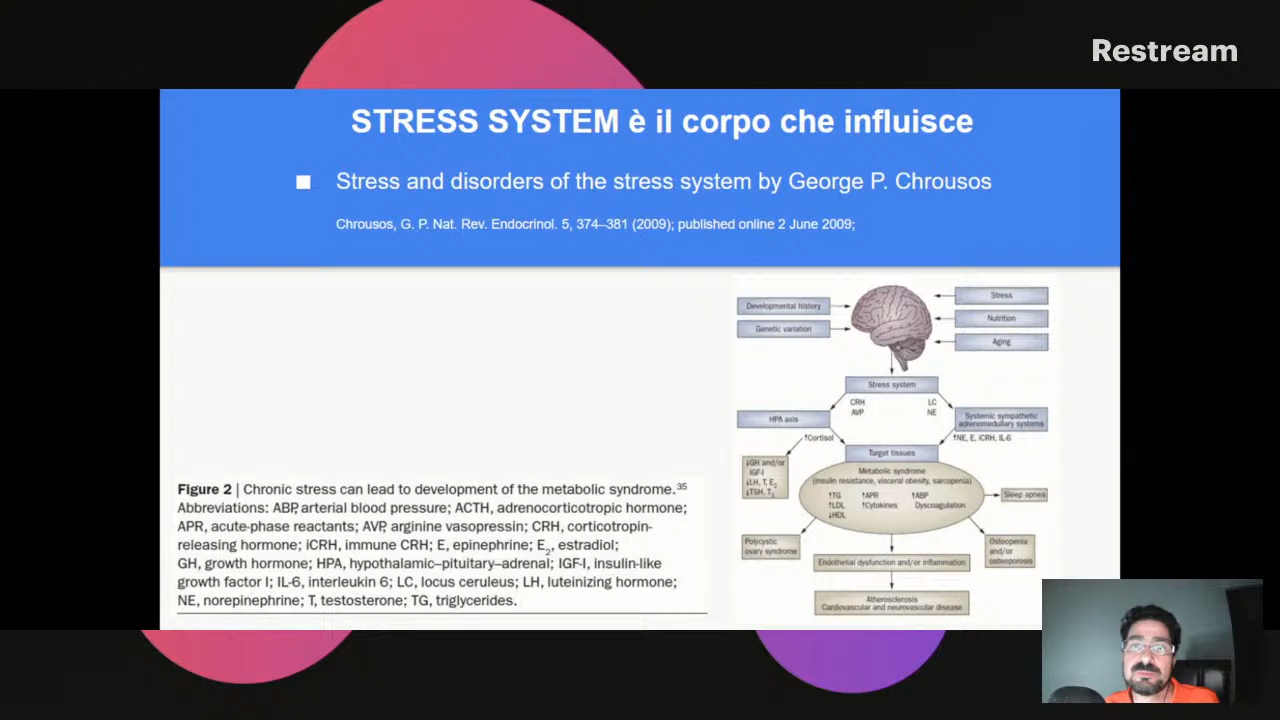 Restream
STRESS SYSTEM è il corpo che influisce
Stress and disorders of the stress system by George P. Chrousos
Chrousos, G. P. Nat. Rev. Endocrinol. 5, 374–381 (2009); published online 2 June 2009;
Figure 2 | Chronic stress can lead to development of the metabolic syndrome.³⁵
Abbreviations: ABP, arterial blood pressure; ACTH, adrenocorticotropic hormone;
APR, acute-phase reactants; AVP, arginine vasopressin; CRH, corticotropin-
releasing hormone; iCRH, immune CRH; E, epinephrine; E₂, estradiol;
GH, growth hormone; HPA, hypothalamic–pituitary–adrenal; IGF-I, insulin-like
growth factor I; IL-6, interleukin 6; LC, locus ceruleus; LH, luteinizing hormone;
NE, norepinephrine; T, testosterone; TG, triglycerides.
Developmental history
Genetic variation
Stress
Nutrition
Aging
Stress system
CRH
AVP
LC
NE
HPA axis
Systemic sympathetic
adrenomedullary systems
↑Cortisol
↑NE, E, iCRH, IL-6
Target tissues
↓GH and/or
IGF-I
↓LH, T, E₂
↓TSH, T₃
Metabolic syndrome
(insulin resistance, visceral obesity, sarcopenia)
↑TG
↑LDL
↓HDL
↑APR
↑Cytokines
↑ABP
Dyscoagulation
Sleep apnea
Polycystic
ovary syndrome
Osteopenia
and/or
osteoporosis
Endothelial dysfunction and/or inflammation
Atherosclerosis
Cardiovascular and neurovascular disease